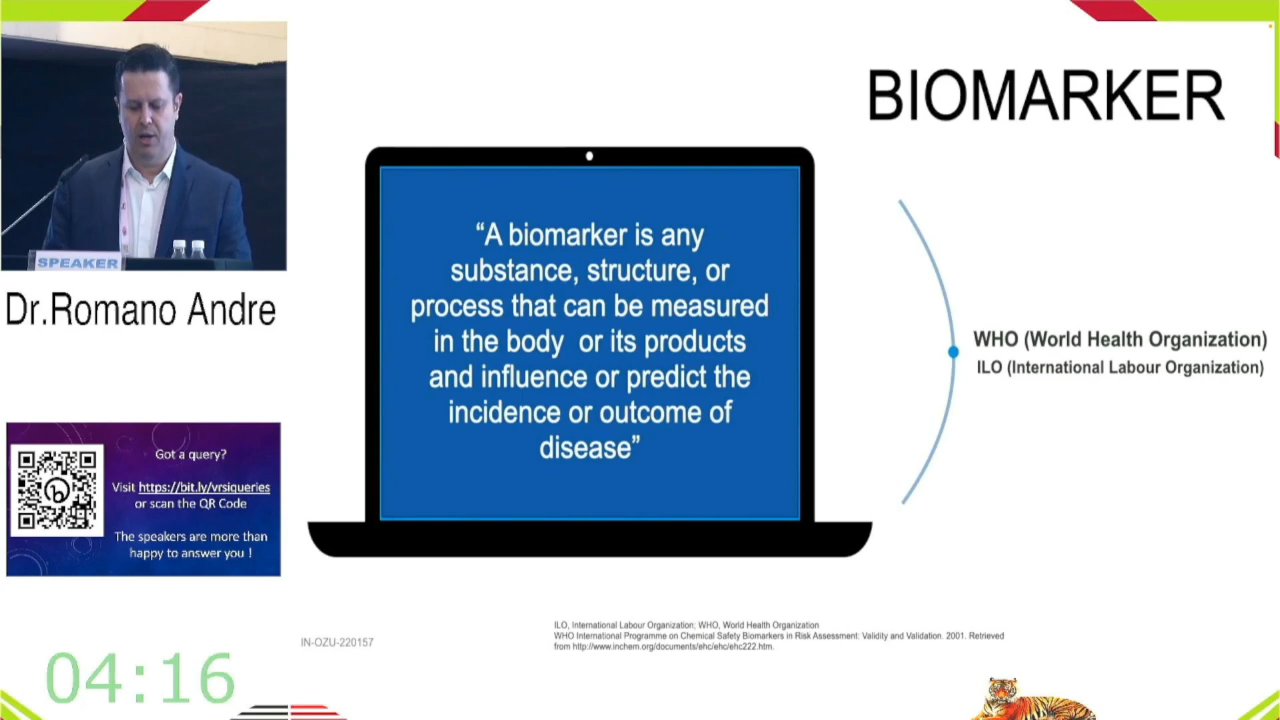 BIOMARKER
SPEAKER
Dr.Romano Andre
“A biomarker is any
substance, structure, or
process that can be measured
in the body or its products
and influence or predict the
incidence or outcome of
disease”
WHO (World Health Organization)
ILO (International Labour Organization)
Got a query?
Visit https://bit.ly/vrsiqueries
or scan the QR Code
The speakers are more than
happy to answer you !
ILO, International Labour Organization; WHO, World Health Organization
WHO International Programme on Chemical Safety Biomarkers in Risk Assessment: Validity and Validation. 2001. Retrieved
from http://www.inchem.org/documents/ehc/ehc/ehc222.htm.
IN-OZU-220157
04:16